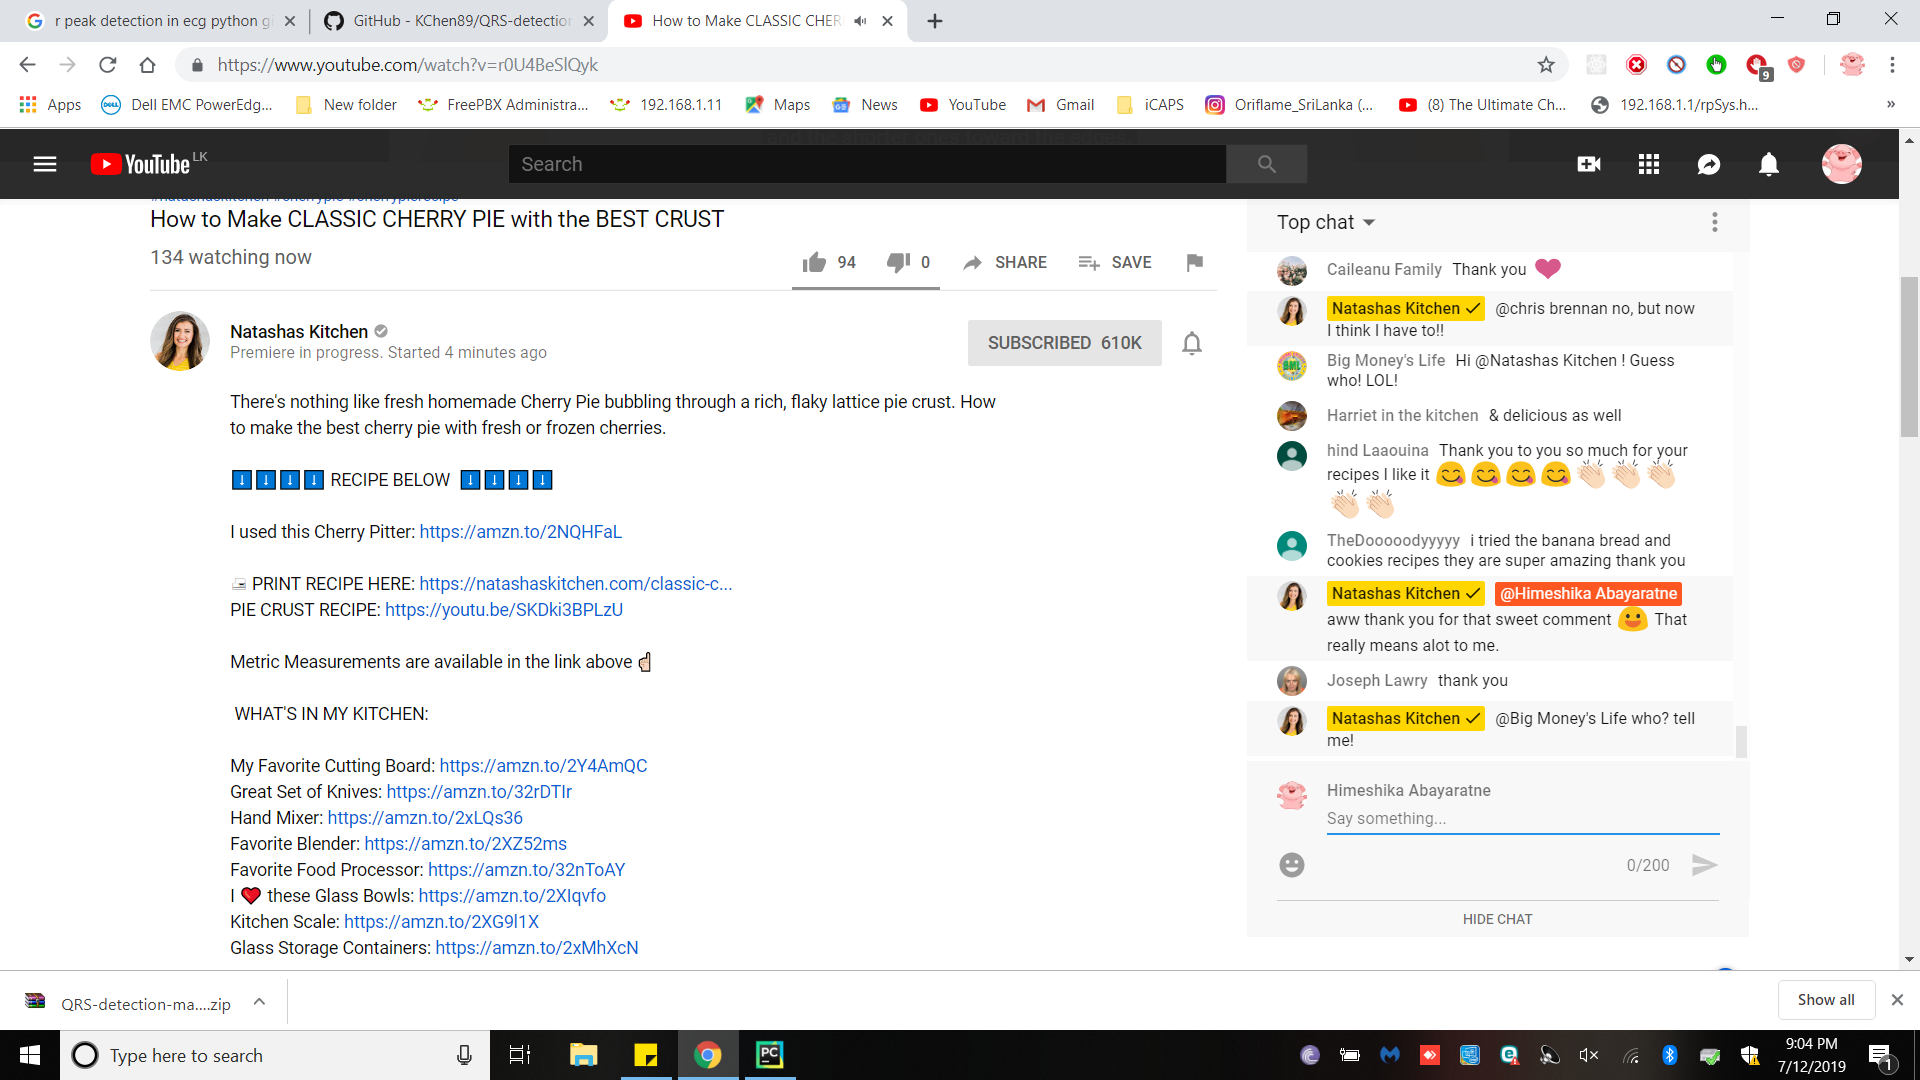 r peak detection in ecg python gi
GitHub - KChen89/QRS-detection
How to Make CLASSIC CHER
https://www.youtube.com/watch?v=r0U4BeSlQyk
9
Apps
Dell EMC PowerEdg...
New folder
FreePBX Administra...
192.168.1.11
Maps
News
YouTube
Gmail
iCAPS
Oriflame_SriLanka (...
(8) The Ultimate Ch...
192.168.1.1/rpSys.h...
»
YouTube LK
Search
#natashaskitchen #cherrypie #cherrypierecipe
How to Make CLASSIC CHERRY PIE with the BEST CRUST
134 watching now
94
0
SHARE
SAVE
Natashas Kitchen
Premiere in progress. Started 4 minutes ago
SUBSCRIBED 610K
There's nothing like fresh homemade Cherry Pie bubbling through a rich, flaky lattice pie crust. How
to make the best cherry pie with fresh or frozen cherries.
⬇⬇⬇⬇ RECIPE BELOW ⬇⬇⬇⬇
I used this Cherry Pitter: https://amzn.to/2NQHFaL
🖨 PRINT RECIPE HERE: https://natashaskitchen.com/classic-c...
PIE CRUST RECIPE: https://youtu.be/SKDki3BPLzU
Metric Measurements are available in the link above ☝
WHAT'S IN MY KITCHEN:
My Favorite Cutting Board: https://amzn.to/2Y4AmQC
Great Set of Knives: https://amzn.to/32rDTIr
Hand Mixer: https://amzn.to/2xLQs36
Favorite Blender: https://amzn.to/2XZ52ms
Favorite Food Processor: https://amzn.to/32nToAY
I ❤ these Glass Bowls: https://amzn.to/2XIqvfo
Kitchen Scale: https://amzn.to/2XG9l1X
Glass Storage Containers: https://amzn.to/2xMhXcN
Top chat
Caileanu Family Thank you
Natashas Kitchen ✓ @chris brennan no, but now
I think I have to!!
Big Money's Life Hi @Natashas Kitchen ! Guess
who! LOL!
Harriet in the kitchen & delicious as well
hind Laaouina Thank you to you so much for your
recipes I like it 😋😋😋😋👏🏻👏🏻👏🏻
👏🏻👏🏻
TheDooooodyyyyy i tried the banana bread and
cookies recipes they are super amazing thank you
Natashas Kitchen ✓ @Himeshika Abayaratne
aww thank you for that sweet comment 😃 That
really means alot to me.
Joseph Lawry thank you
Natashas Kitchen ✓ @Big Money's Life who? tell
me!
Himeshika Abayaratne
Say something...
0/200
HIDE CHAT
QRS-detection-ma....zip
Show all
Type here to search
PC
9:04 PM
7/12/2019
1